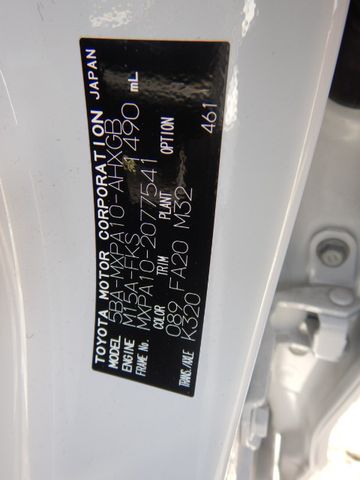 TOYOTA MOTOR CORPORATION JAPAN
MODEL 5BA-MXPA10-AHXGB
ENGINE M15A-FKS 1490 mL
FRAME No. MXPA10-2077541
COLOR TRIM PLANT OPTION
089 FA20 M32 461
TRANS./AXLE K320